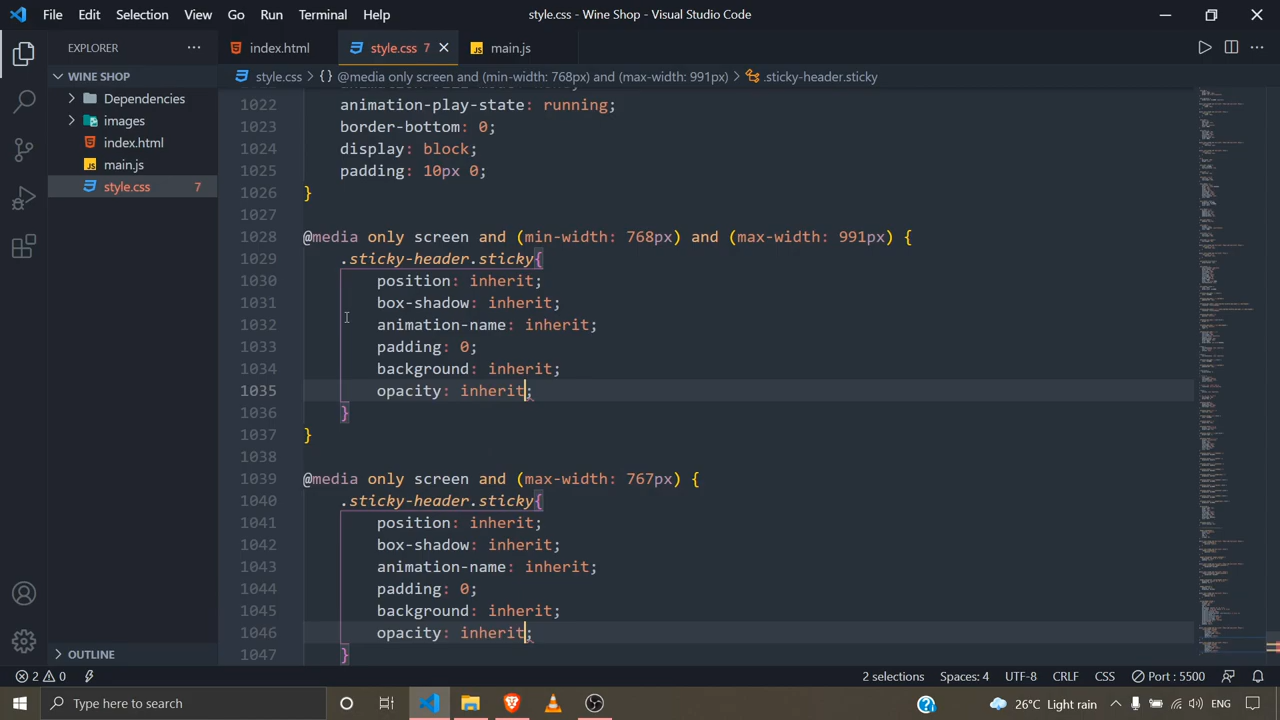 File Edit Selection View Go Run Terminal Help
style.css - Wine Shop - Visual Studio Code
EXPLORER
index.html
style.css 7
main.js
WINE SHOP
style.css
@media only screen and (min-width: 768px) and (max-width: 991px)
.sticky-header.sticky
Dependencies
images
index.html
main.js
style.css 7
1022 animation-play-state: running;
1023 border-bottom: 0;
1024 display: block;
1025 padding: 10px 0;
1026 }
1027
1028 @media only screen and (min-width: 768px) and (max-width: 991px) {
1029 .sticky-header.sticky{
1030 position: inherit;
1031 box-shadow: inherit;
1032 animation-name: inherit;
1033 padding: 0;
1034 background: inherit;
1035 opacity: inherit;
1036 }
1037 }
1038
1039 @media only screen and (max-width: 767px) {
1040 .sticky-header.sticky{
1041 position: inherit;
1042 box-shadow: inherit;
1043 animation-name: inherit;
1044 padding: 0;
1045 background: inherit;
1046 opacity: inherit;
1047 }
OUTLINE
2 0
2 selections
Spaces: 4
UTF-8
CRLF
CSS
Port : 5500
Type here to search
26°C Light rain
ENG